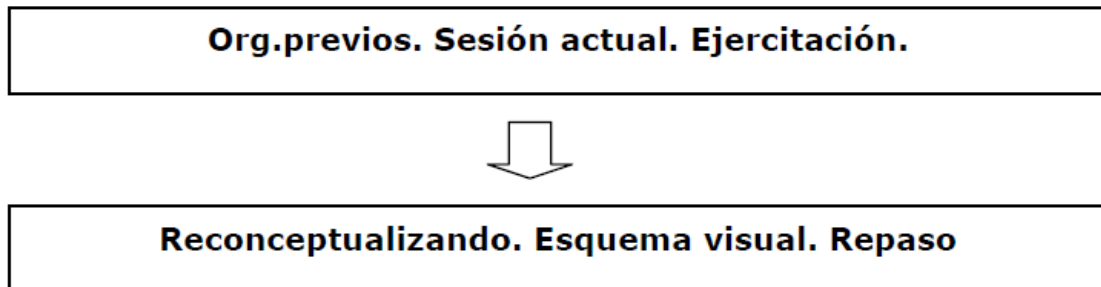 Org.previos. Sesión actual. Ejercitación.
Reconceptualizando. Esquema visual. Repaso